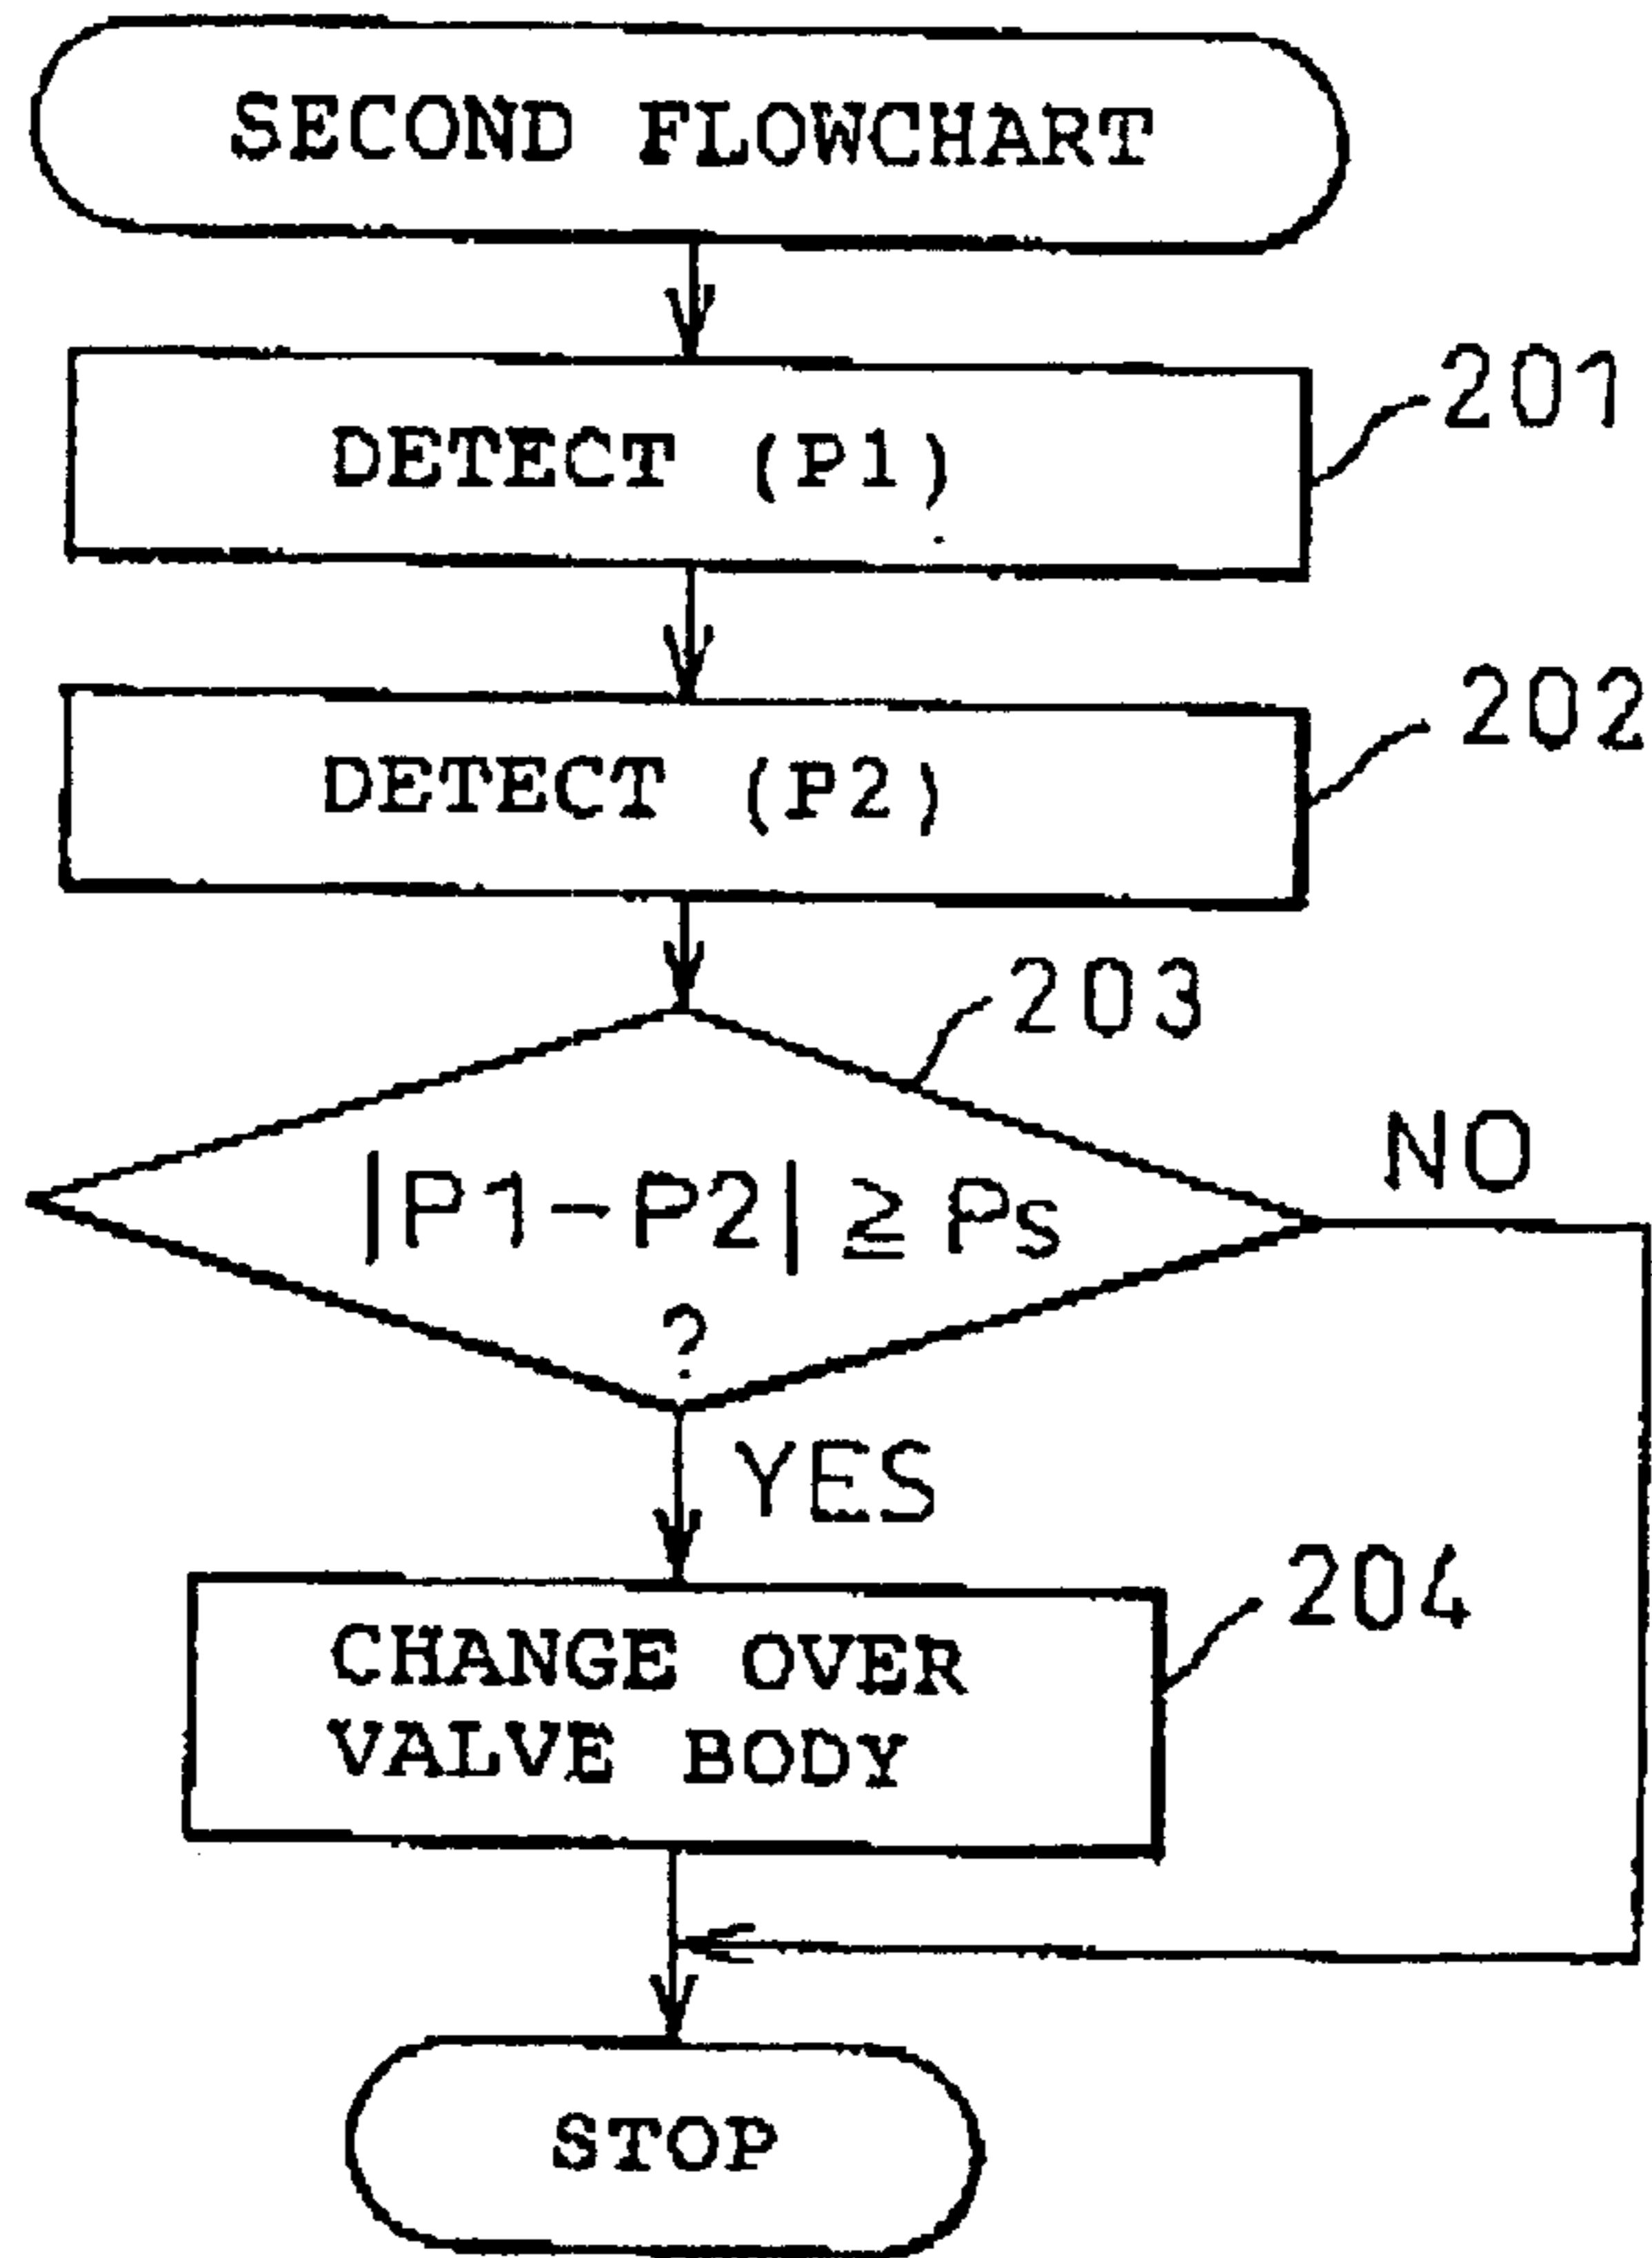 SECOND FLOWCHART
DETECT (P1)
201
DETECT (P2)
202
203
|P1-P2| ≧ Ps
?
NO
YES
CHANGE OVER
VALVE BODY
204
STOP